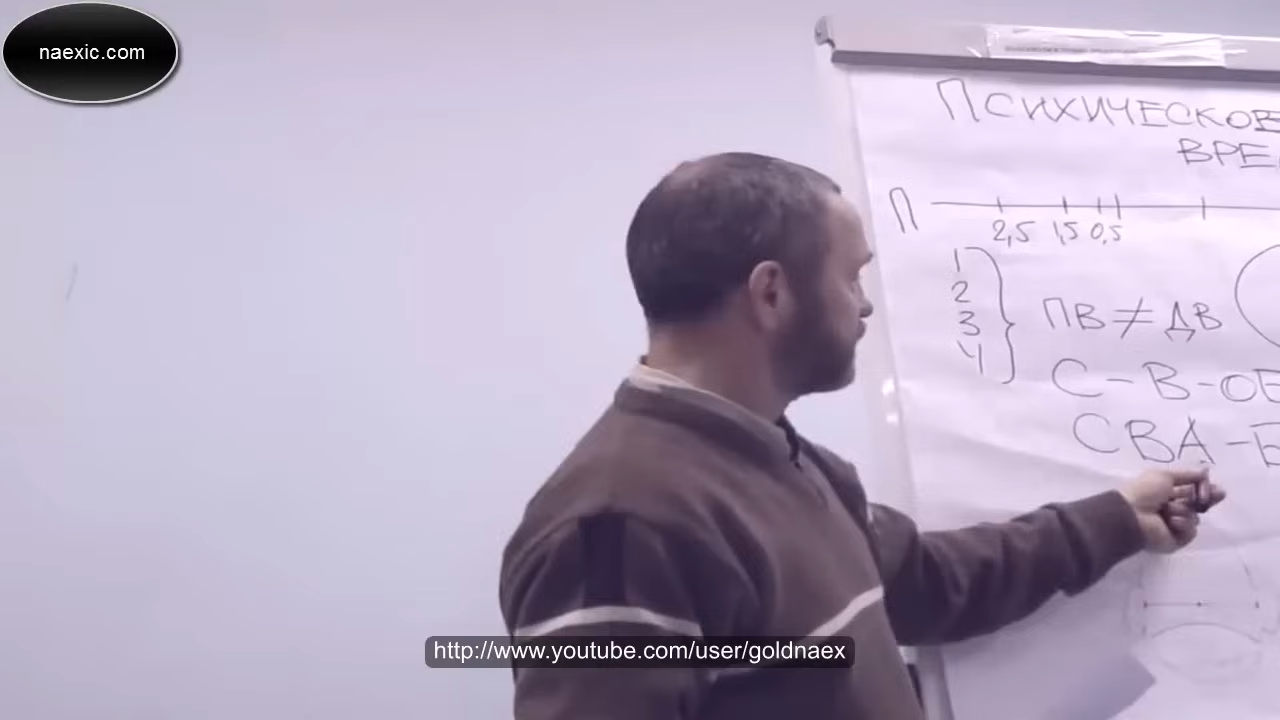 naexic.com
ПСИХИЧЕСКОЕ
ВРЕ
П
2,5 1,5 0,5
1
2
3
4
ПВ ≠ ДВ
С-В-ОБ
СВА-Б
http://www.youtube.com/user/goldnaex